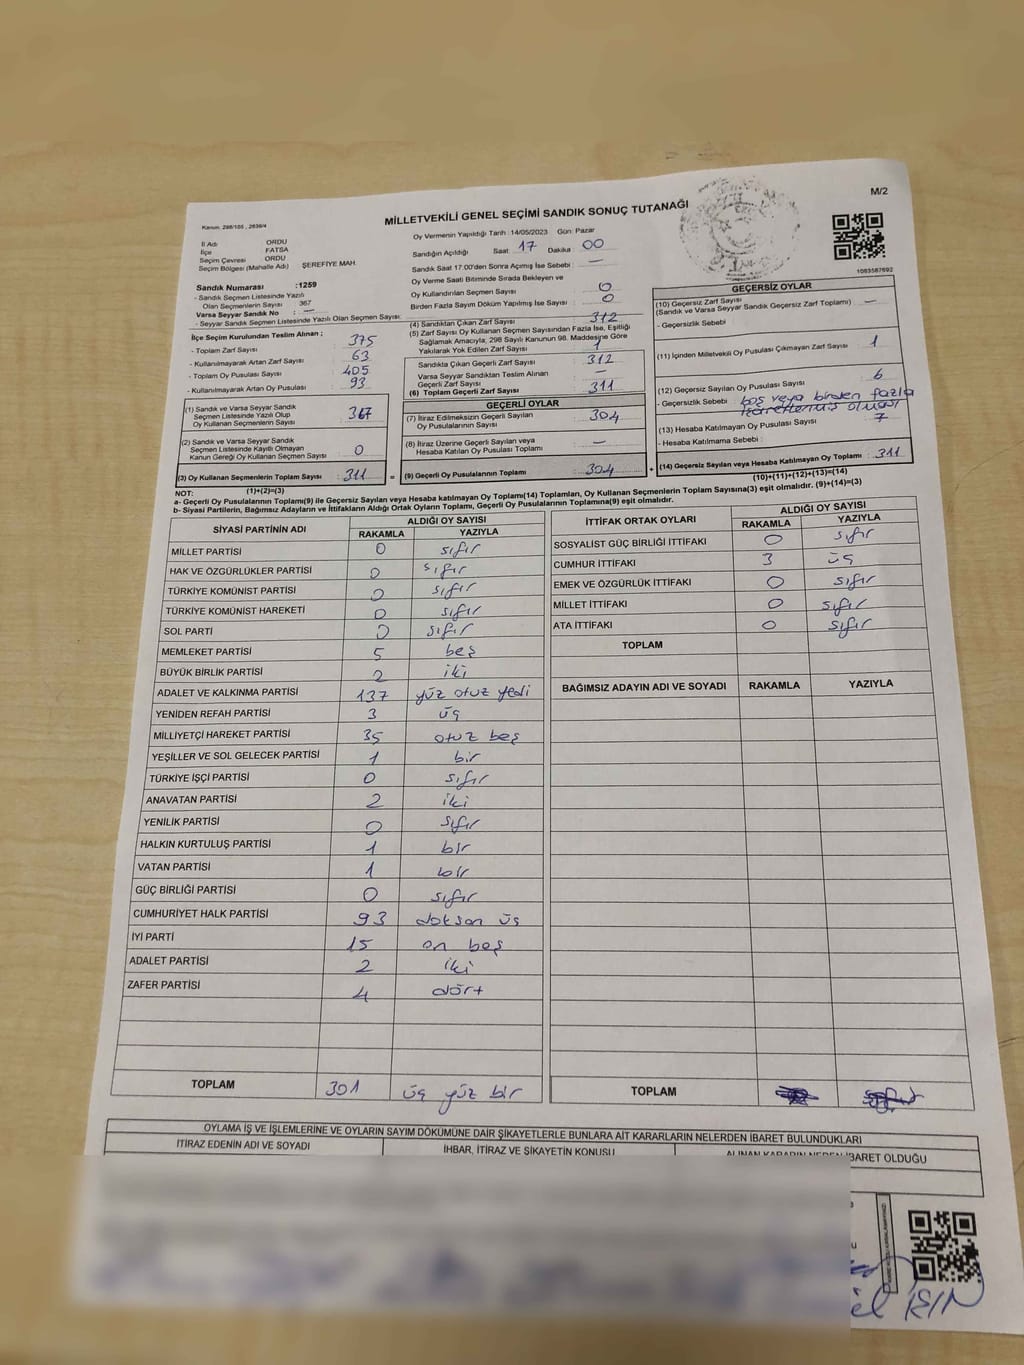 M/2
MİLLETVEKİLİ GENEL SEÇİMİ SANDIK SONUÇ TUTANAĞI
Kanun: 298/105 , 2839/4
Oy Vermenin Yapıldığı Tarih : 14/05/2023 Gün: Pazar
İl Adı ORDU
İlçe FATSA
Seçim Çevresi ORDU
Seçim Bölgesi (Mahalle Adı) ŞEREFİYE MAH.
Sandık Numarası :1259
- Sandık Seçmen Listesinde Yazılı
Olan Seçmenlerin Sayısı 367
Varsa Seyyar Sandık No : —
- Seyyar Sandık Seçmen Listesinde Yazılı Olan Seçmen Sayısı:
İlçe Seçim Kurulundan Teslim Alınan :
- Toplam Zarf Sayısı 375
- Kullanılmayarak Artan Zarf Sayısı 63
- Toplam Oy Pusulası Sayısı 405
- Kullanılmayarak Artan Oy Pusulası 93
(1) Sandık ve Varsa Seyyar Sandık
Seçmen Listesinde Yazılı Olup
Oy Kullanan Seçmenlerin Sayısı 367
(2) Sandık ve Varsa Seyyar Sandık
Seçmen Listesinde Kayıtlı Olmayan
Kanun Gereği Oy Kullanan Seçmen Sayısı 0
(3) Oy Kullanan Seçmenlerin Toplam Sayısı 311 =
(1)+(2)=(3)
Sandığın Açıldığı Saat 17 Dakika 00
Sandık Saat 17.00'den Sonra Açılmış İse Sebebi : —
Oy Verme Saati Bitiminde Sırada Bekleyen ve
Oy Kullandırılan Seçmen Sayısı 0
Birden Fazla Sayım Döküm Yapılmış İse Sayısı 0
(4) Sandıktan Çıkan Zarf Sayısı 312
(5) Zarf Sayısı Oy Kullanan Seçmen Sayısından Fazla İse, Eşitliği
Sağlamak Amacıyla; 298 Sayılı Kanunun 98. Maddesine Göre
Yakılarak Yok Edilen Zarf Sayısı 1
Sandıkta Çıkan Geçerli Zarf Sayısı 312
Varsa Seyyar Sandıktan Teslim Alınan
Geçerli Zarf Sayısı —
(6) Toplam Geçerli Zarf Sayısı 311
GEÇERLİ OYLAR
(7) İtiraz Edilmeksizin Geçerli Sayılan
Oy Pusulasının Sayısı 304
(8) İtiraz Üzerine Geçerli Sayılan veya
Hesaba Katılan Oy Pusulası Toplamı —
(9) Geçerli Oy Pusulalarının Toplamı 304 +
1083587692
GEÇERSİZ OYLAR
(10) Geçersiz Zarf Sayısı
(Sandık ve Varsa Seyyar Sandık Geçersiz Zarf Toplamı) —
- Geçersizlik Sebebi
(11) İçinden Milletvekili Oy Pusulası Çıkmayan Zarf Sayısı 1
(12) Geçersiz Sayılan Oy Pusulası Sayısı 6
- Geçersizlik Sebebi : boş veya birden fazla
işaretlenmiş olması
(13) Hesaba Katılmayan Oy Pusulası Sayısı 7
- Hesaba Katılmama Sebebi :
(14) Geçersiz Sayılan veya Hesaba Katılmayan Oy Toplamı : 311
(10)+(11)+(12)+(13)=(14)
NOT:
a- Geçerli Oy Pusulalarının Toplamı(9) ile Geçersiz Sayılan veya Hesaba katılmayan Oy Toplamı(14) Toplamları, Oy Kullanan Seçmenlerin Toplam Sayısına(3) eşit olmalıdır. (9)+(14)=(3)
b- Siyasi Partilerin, Bağımsız Adayların ve İttifakların Aldığı Ortak Oyların Toplamı, Geçerli Oy Pusulalarının Toplamına(9) eşit olmalıdır.
SİYASİ PARTİNİN ADI ALDIĞI OY SAYISI
RAKAMLA YAZIYLA
MİLLET PARTİSİ 0 sıfır
HAK VE ÖZGÜRLÜKLER PARTİSİ 0 sıfır
TÜRKİYE KOMÜNİST PARTİSİ 0 sıfır
TÜRKİYE KOMÜNİST HAREKETİ 0 sıfır
SOL PARTİ 0 sıfır
MEMLEKET PARTİSİ 5 beş
BÜYÜK BİRLİK PARTİSİ 2 iki
ADALET VE KALKINMA PARTİSİ 137 yüz otuz yedi
YENİDEN REFAH PARTİSİ 3 üç
MİLLİYETÇİ HAREKET PARTİSİ 35 otuz beş
YEŞİLLER VE SOL GELECEK PARTİSİ 1 bir
TÜRKİYE İŞÇİ PARTİSİ 0 sıfır
ANAVATAN PARTİSİ 2 iki
YENİLİK PARTİSİ 0 sıfır
HALKIN KURTULUŞ PARTİSİ 1 bir
VATAN PARTİSİ 1 bir
GÜÇ BİRLİĞİ PARTİSİ 0 sıfır
CUMHURİYET HALK PARTİSİ 93 doksan üç
İYİ PARTİ 15 on beş
ADALET PARTİSİ 2 iki
ZAFER PARTİSİ 4 dört
TOPLAM 301 üç yüz bir
İTTİFAK ORTAK OYLARI ALDIĞI OY SAYISI
RAKAMLA YAZIYLA
SOSYALİST GÜÇ BİRLİĞİ İTTİFAKI 0 sıfır
CUMHUR İTTİFAKI 3 üç
EMEK VE ÖZGÜRLÜK İTTİFAKI 0 sıfır
MİLLET İTTİFAKI 0 sıfır
ATA İTTİFAKI 0 sıfır
TOPLAM
BAĞIMSIZ ADAYIN ADI VE SOYADI RAKAMLA YAZIYLA
TOPLAM
OYLAMA İŞ VE İŞLEMLERİNE VE OYLARIN SAYIM DÖKÜMÜNE DAİR ŞİKAYETLERLE BUNLARA AİT KARARLARIN NELERDEN İBARET BULUNDUKLARI
İTİRAZ EDENİN ADI VE SOYADI İHBAR, İTİRAZ VE ŞİKAYETİN KONUSU ALINAN KARARIN NEDEN İBARET OLDUĞU